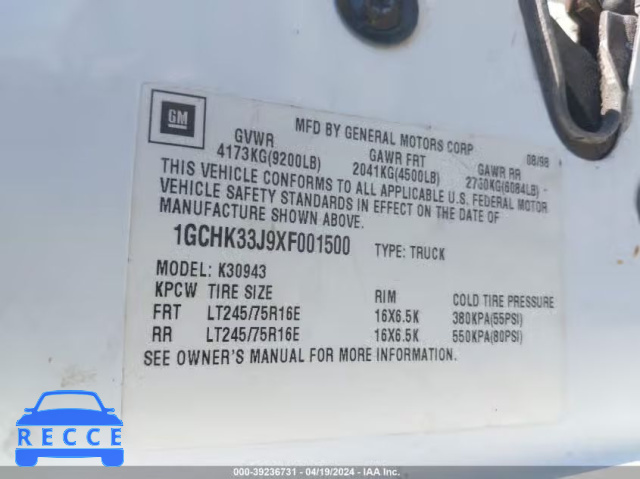 GM
MFD BY GENERAL MOTORS CORP 08/98
GVWR GAWR FRT GAWR RR
4173KG(9200LB) 2041KG(4500LB) 2760KG(6084LB)
THIS VEHICLE CONFORMS TO ALL APPLICABLE U.S. FEDERAL MOTOR
VEHICLE SAFETY STANDARDS IN EFFECT ON THE DATE OF
MANUFACTURE SHOWN ABOVE.
1GCHK33J9XF001500 TYPE: TRUCK
MODEL: K30943
KPCW TIRE SIZE RIM COLD TIRE PRESSURE
FRT LT245/75R16E 16X6.5K 380KPA(55PSI)
RR LT245/75R16E 16X6.5K 550KPA(80PSI)
SEE OWNER'S MANUAL FOR MORE INFORMATION.
RECCE
000-39236731 - 04/19/2024 - IAA Inc.